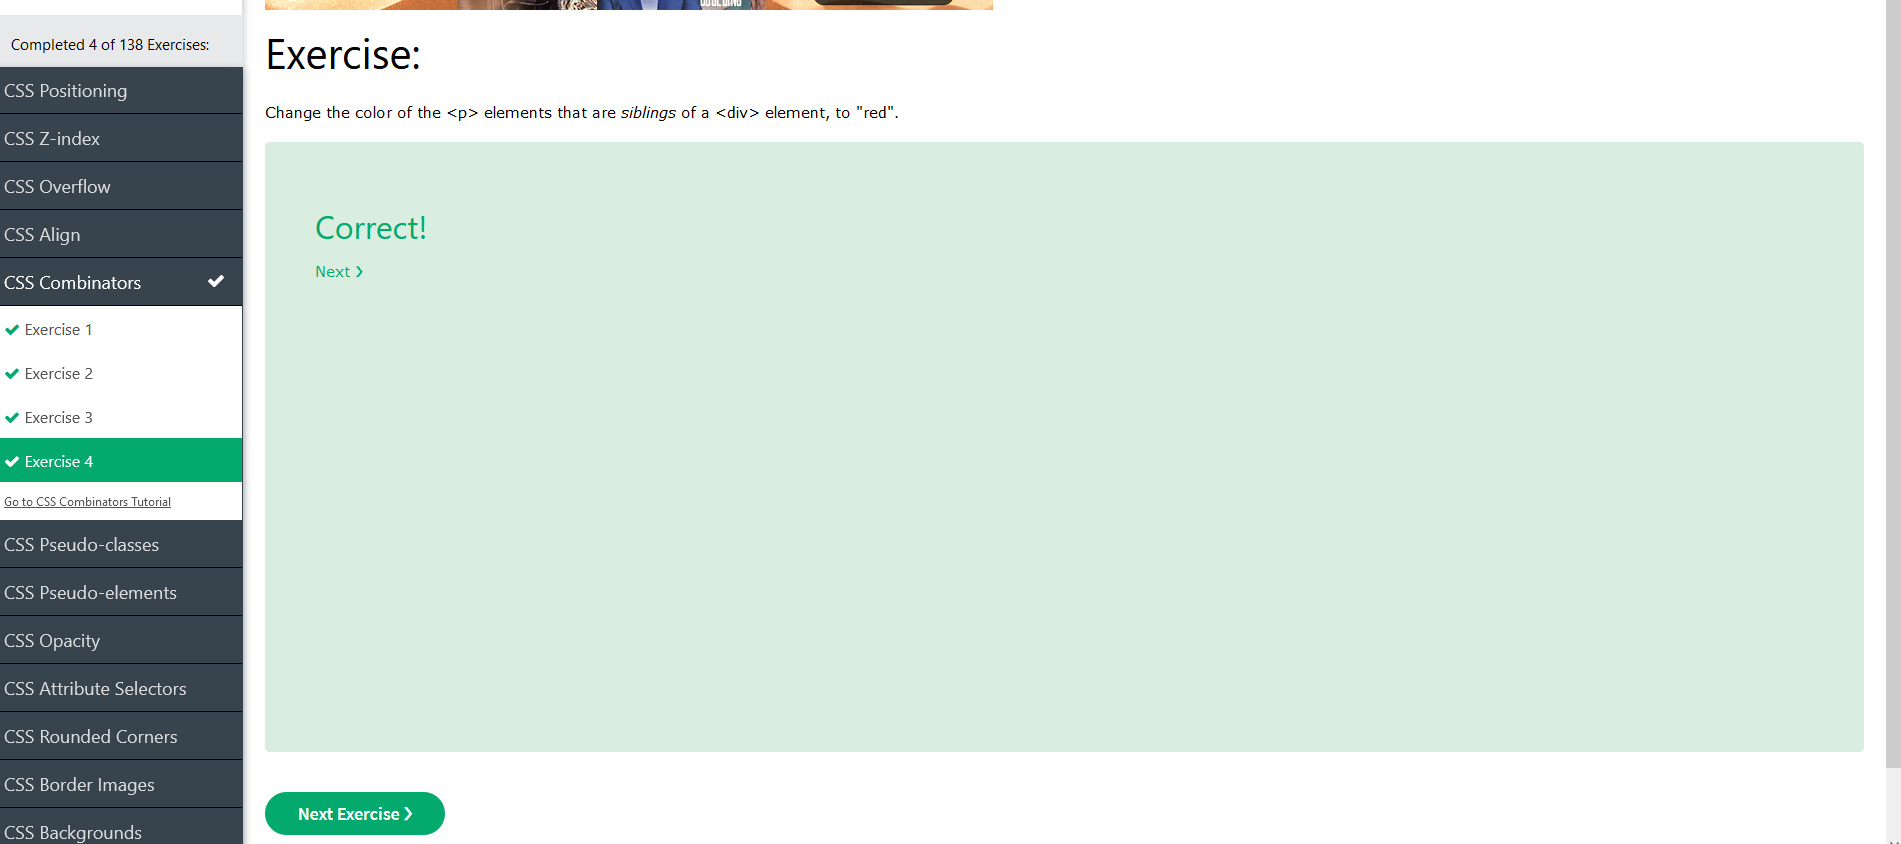 Completed 4 of 138 Exercises:
CSS Positioning
CSS Z-index
CSS Overflow
CSS Align
CSS Combinators
Exercise 1
Exercise 2
Exercise 3
Exercise 4
Go to CSS Combinators Tutorial
CSS Pseudo-classes
CSS Pseudo-elements
CSS Opacity
CSS Attribute Selectors
CSS Rounded Corners
CSS Border Images
CSS Backgrounds
Exercise:
Change the color of the <p> elements that are siblings of a <div> element, to "red".
Correct!
Next ❯
Next Exercise ❯